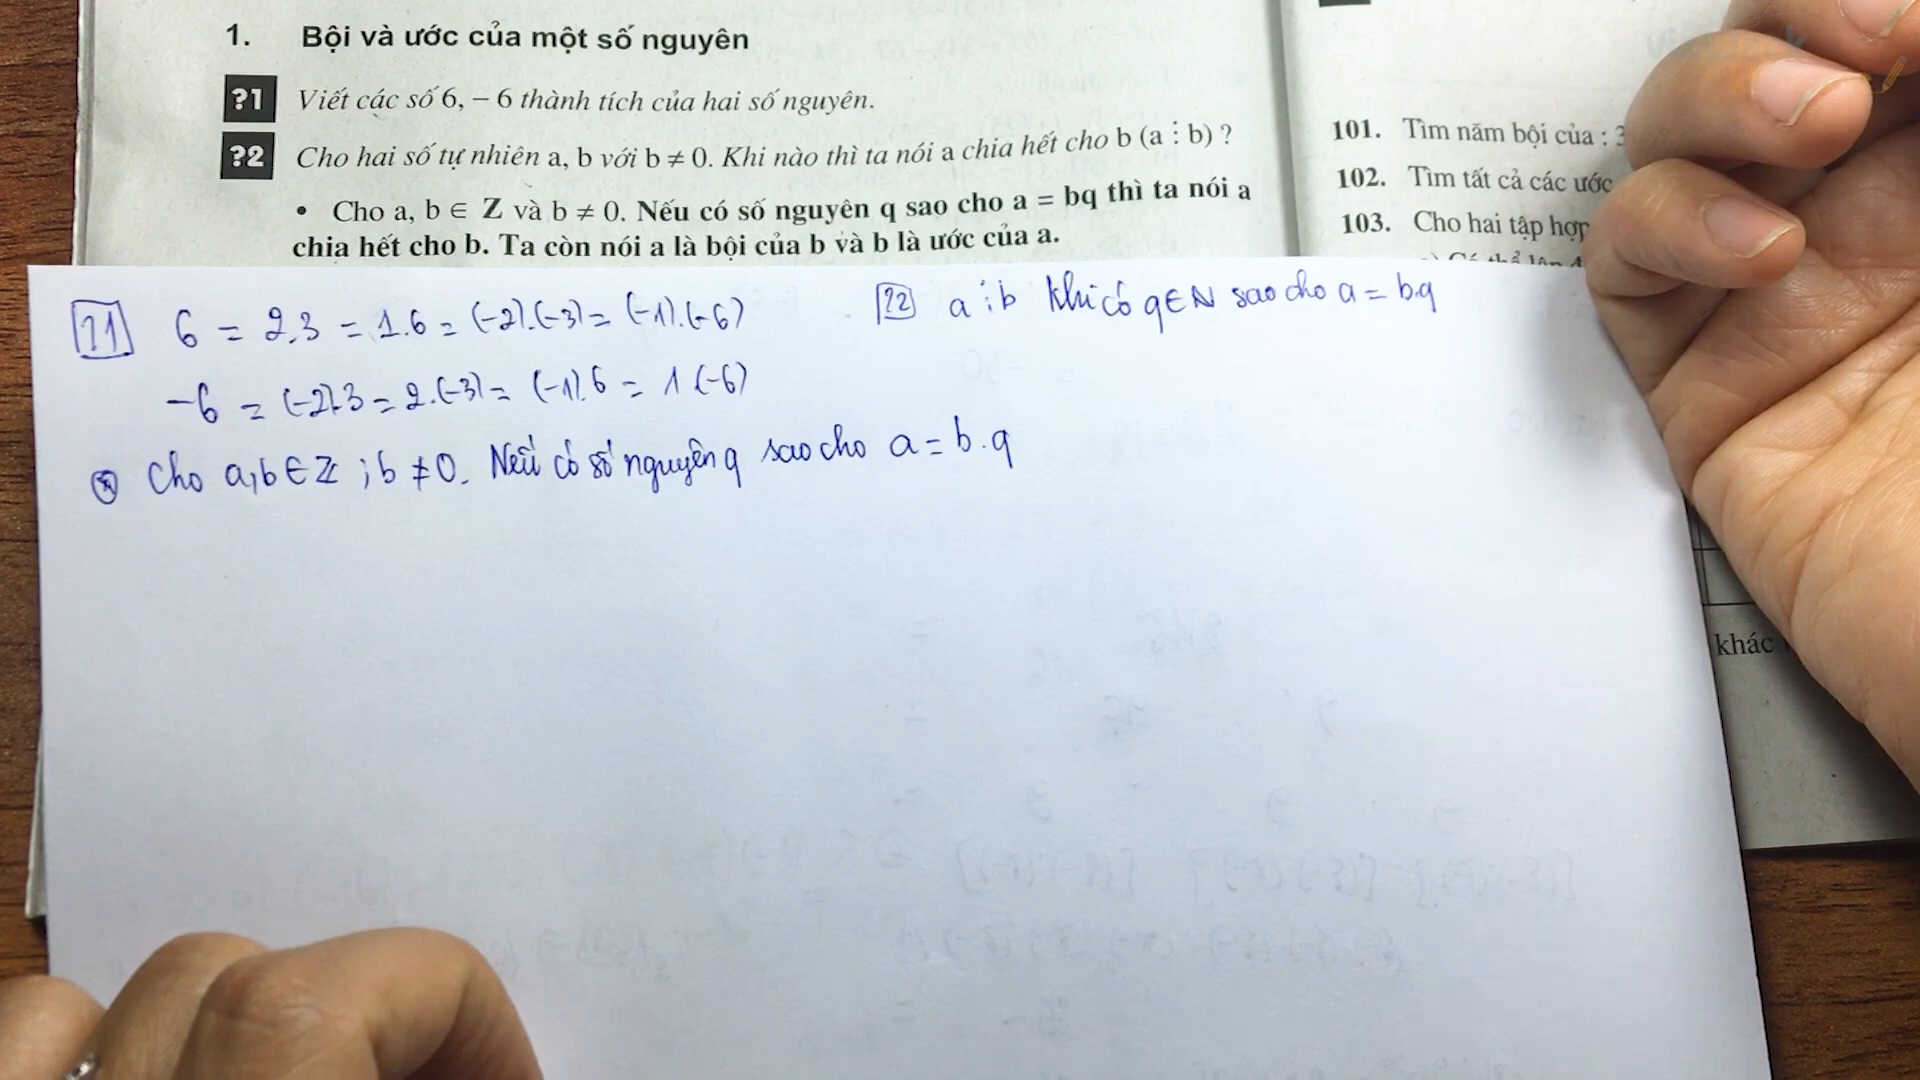 1. Bội và ước của một số nguyên
?1 Viết các số 6, – 6 thành tích của hai số nguyên.
?2 Cho hai số tự nhiên a, b với b ≠ 0. Khi nào thì ta nói a chia hết cho b (a ⋮ b) ?
• Cho a, b ∈ Z và b ≠ 0. Nếu có số nguyên q sao cho a = bq thì ta nói a
chia hết cho b. Ta còn nói a là bội của b và b là ước của a.
101. Tìm năm bội của : 3
102. Tìm tất cả các ước
103. Cho hai tập hợp
khác
?1 6 = 2.3 = 1.6 = (-2).(-3) = (-1).(-6)
-6 = (-2).3 = 2.(-3) = (-1).6 = 1(-6)
?2 a ⋮ b khi có q ∈ N sao cho a = b.q
* Cho a, b ∈ Z ; b ≠ 0. Nếu có số nguyên q sao cho a = b.q